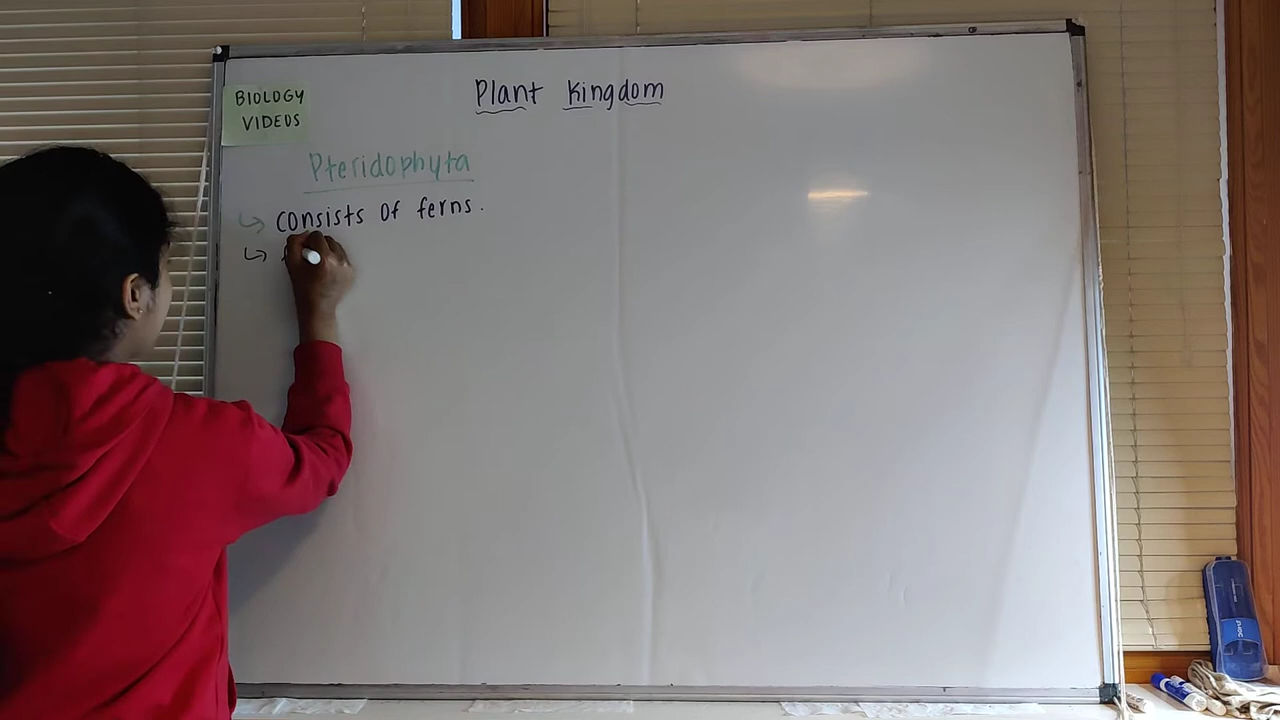 Plant Kingdom
BIOLOGY
VIDEOS
Pteridophyta
↳ consists of ferns.
↳